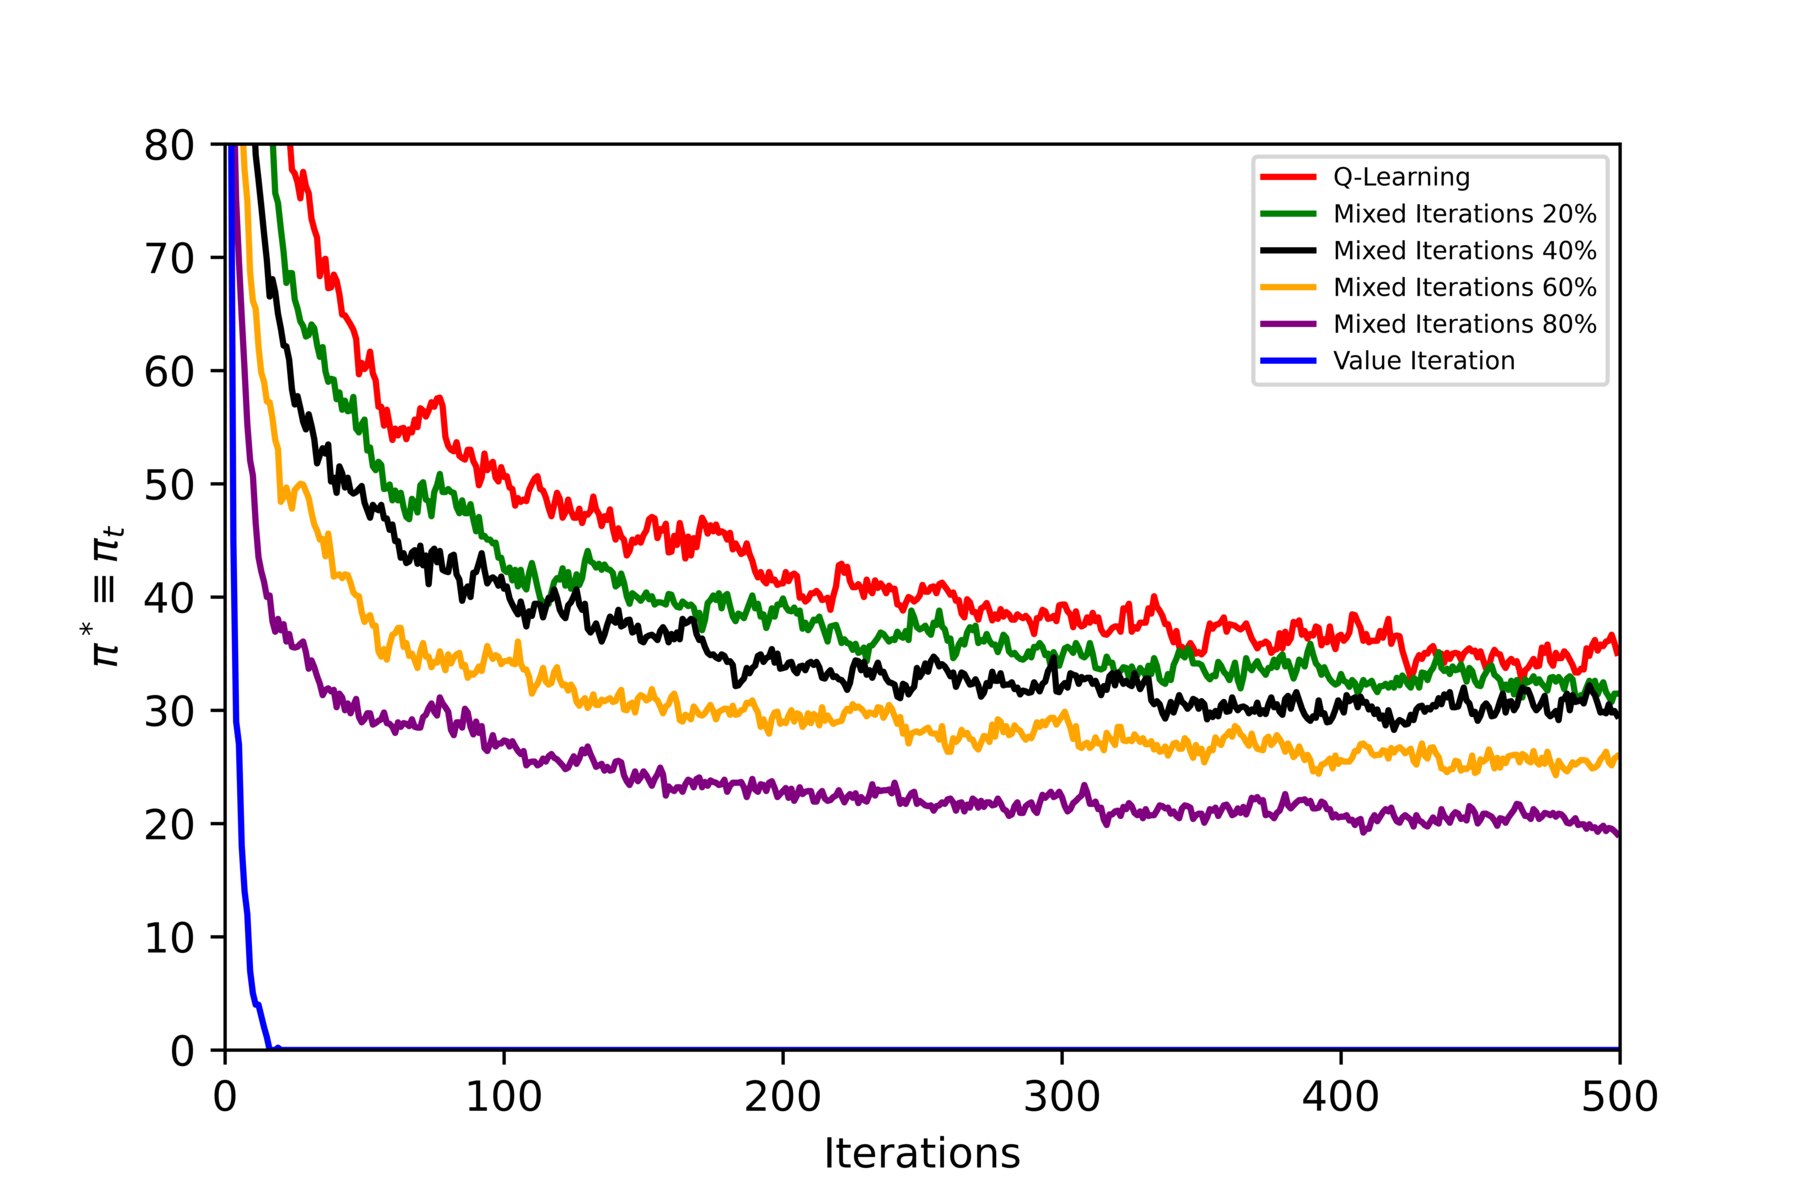 80
70
60
50
40
30
20
10
0
π* ≡ πt
0 100 200 300 400 500
Iterations
Q-Learning
Mixed Iterations 20%
Mixed Iterations 40%
Mixed Iterations 60%
Mixed Iterations 80%
Value Iteration